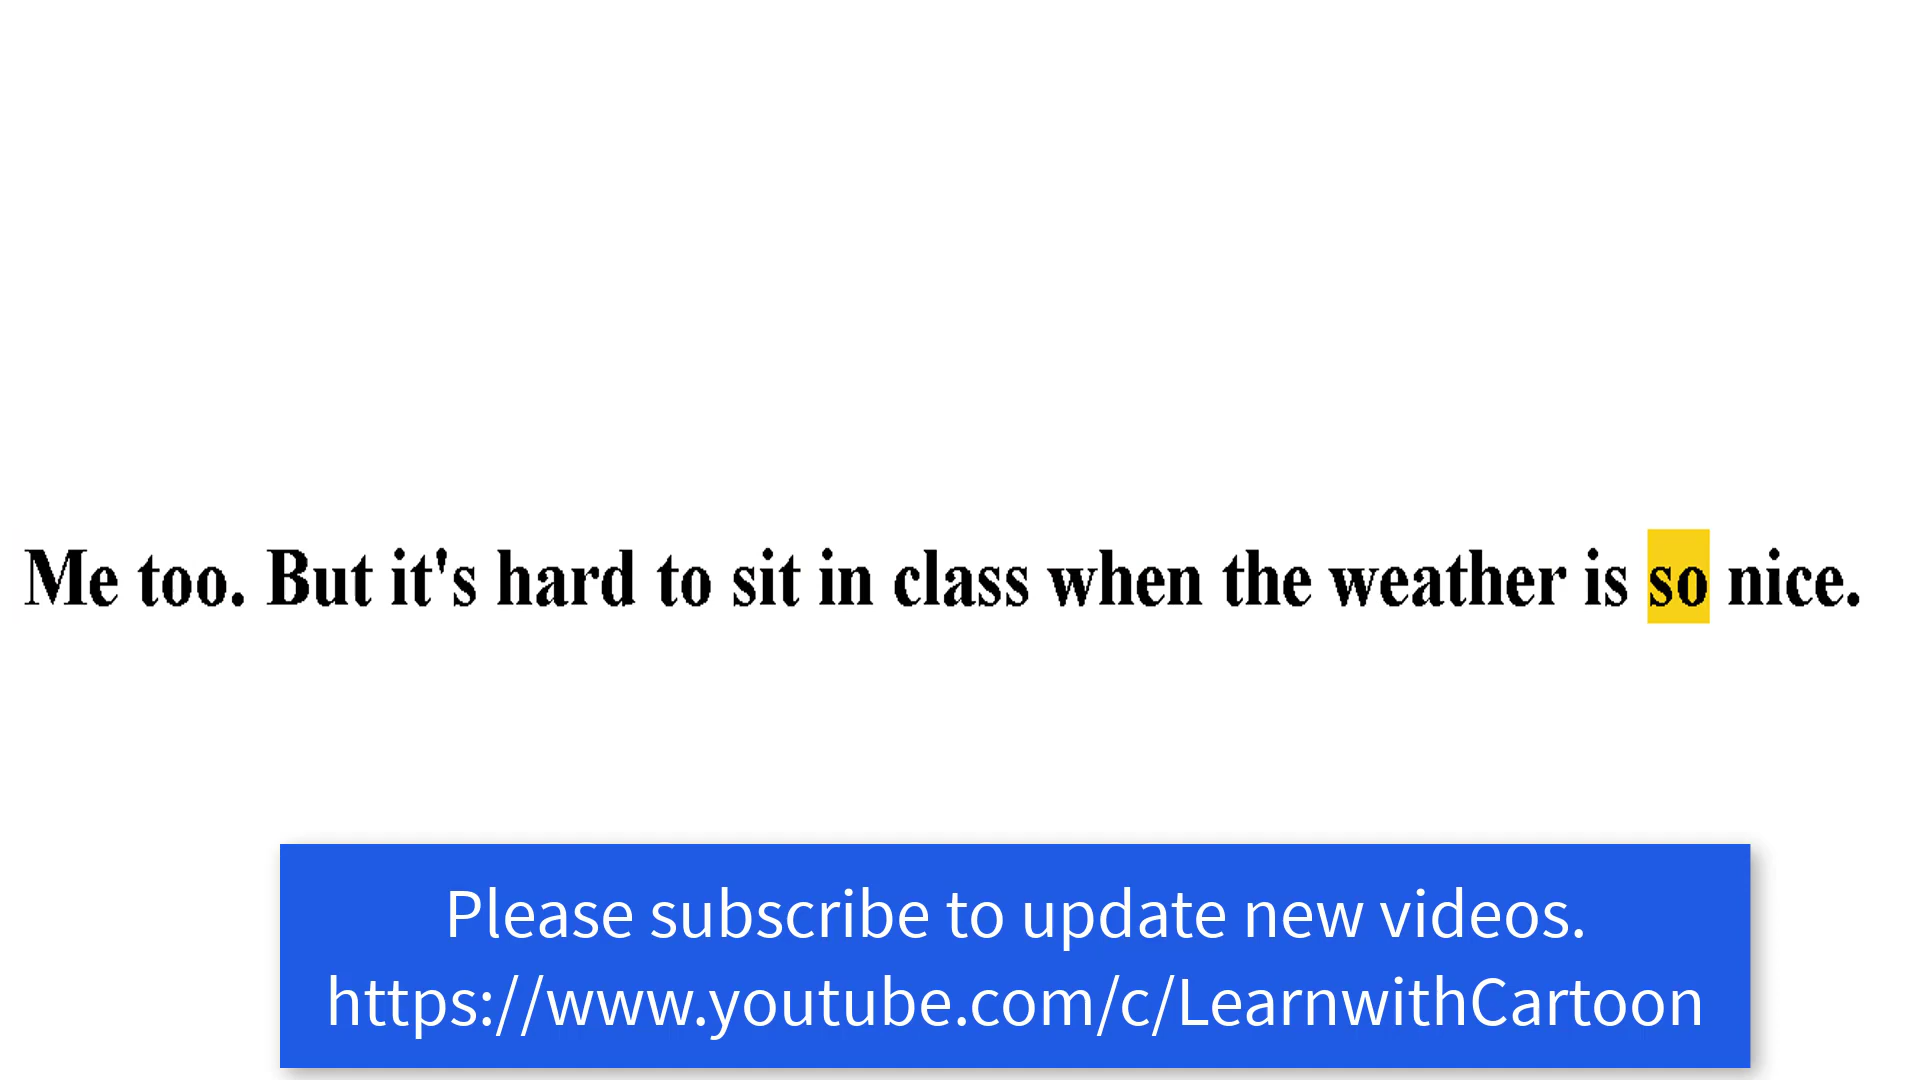 Me too. But it's hard to sit in class when the weather is so nice.
Please subscribe to update new videos.
https://www.youtube.com/c/LearnwithCartoon